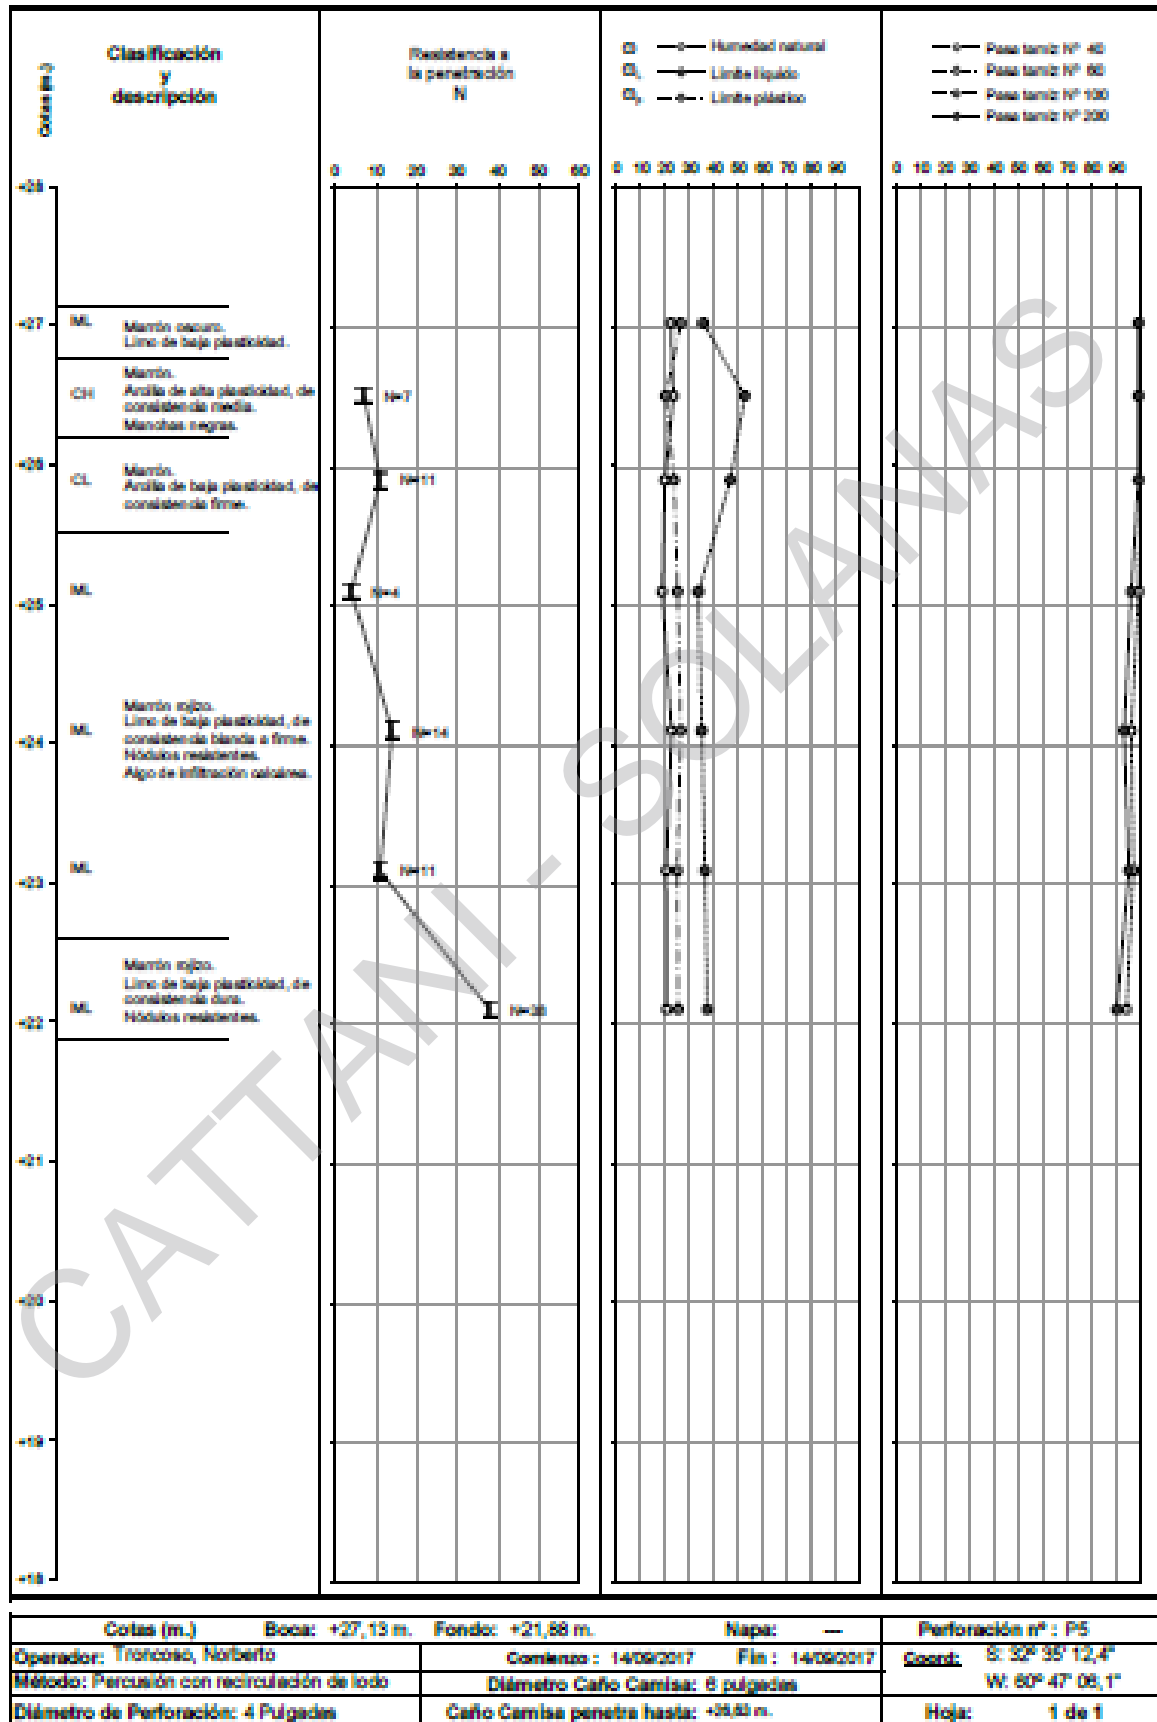 Clasificación
y
descripción
Cotas (m.)
Resistencia a
la penetración
N
Humedad natural
Límite líquido
Límite plástico
Pasa tamiz Nº 40
Pasa tamiz Nº 60
Pasa tamiz Nº 100
Pasa tamiz Nº 200
0 10 20 30 40 50 60
0 10 20 30 40 50 60 70 80 90
0 10 20 30 40 50 60 70 80 90
+28
+27
ML
Marrón oscuro.
Limo de baja plasticidad.
CH
Marrón.
Arcilla de alta plasticidad, de
consistencia media.
Manchas negras.
N=7
+26
CL
Marrón.
Arcilla de baja plasticidad, de
consistencia firme.
N=11
ML
N=4
+25
ML
Marrón rojizo.
Limo de baja plasticidad, de
consistencia blanda a firme.
Nódulos resistentes.
Algo de infiltración calcárea.
N=14
+24
ML
N=11
+23
Marrón rojizo.
Limo de baja plasticidad, de
consistencia dura.
Nódulos resistentes.
ML
+22
+21
+20
+19
+18
CATTANI - SOLANAS
Cotas (m.) Boca: +27,13 m. Fondo: +21,88 m. Napa: --- Perforación nº : P5
Operador: Troncoso, Norberto Comienzo : 14/09/2017 Fin : 14/09/2017 Coord: S: 32º 35' 12,4"
Método: Percusión con recirculación de lodo Diámetro Caño Camisa: 6 pulgadas W: 60º 47' 06,1"
Diámetro de Perforación: 4 Pulgadas Caño Camisa penetra hasta: Hoja: 1 de 1